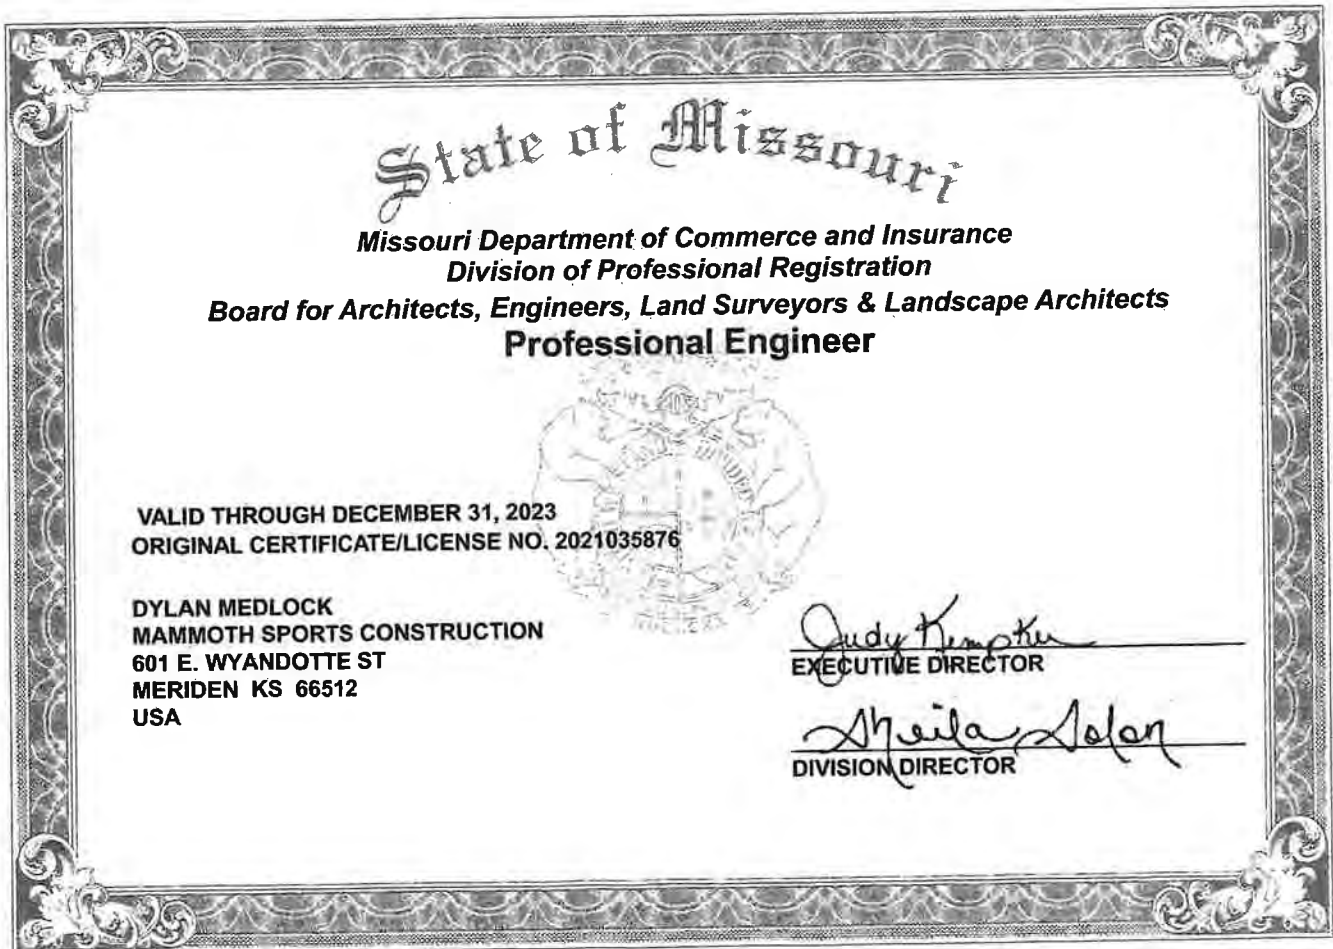 State of Missouri
Missouri Department of Commerce and Insurance
Division of Professional Registration
Board for Architects, Engineers, Land Surveyors & Landscape Architects
Professional Engineer
VALID THROUGH DECEMBER 31, 2023
ORIGINAL CERTIFICATE/LICENSE NO. 2021035876
DYLAN MEDLOCK
MAMMOTH SPORTS CONSTRUCTION
601 E. WYANDOTTE ST
MERIDEN KS 66512
USA
Judy Kempker
EXECUTIVE DIRECTOR
Sheila Solon
DIVISION DIRECTOR